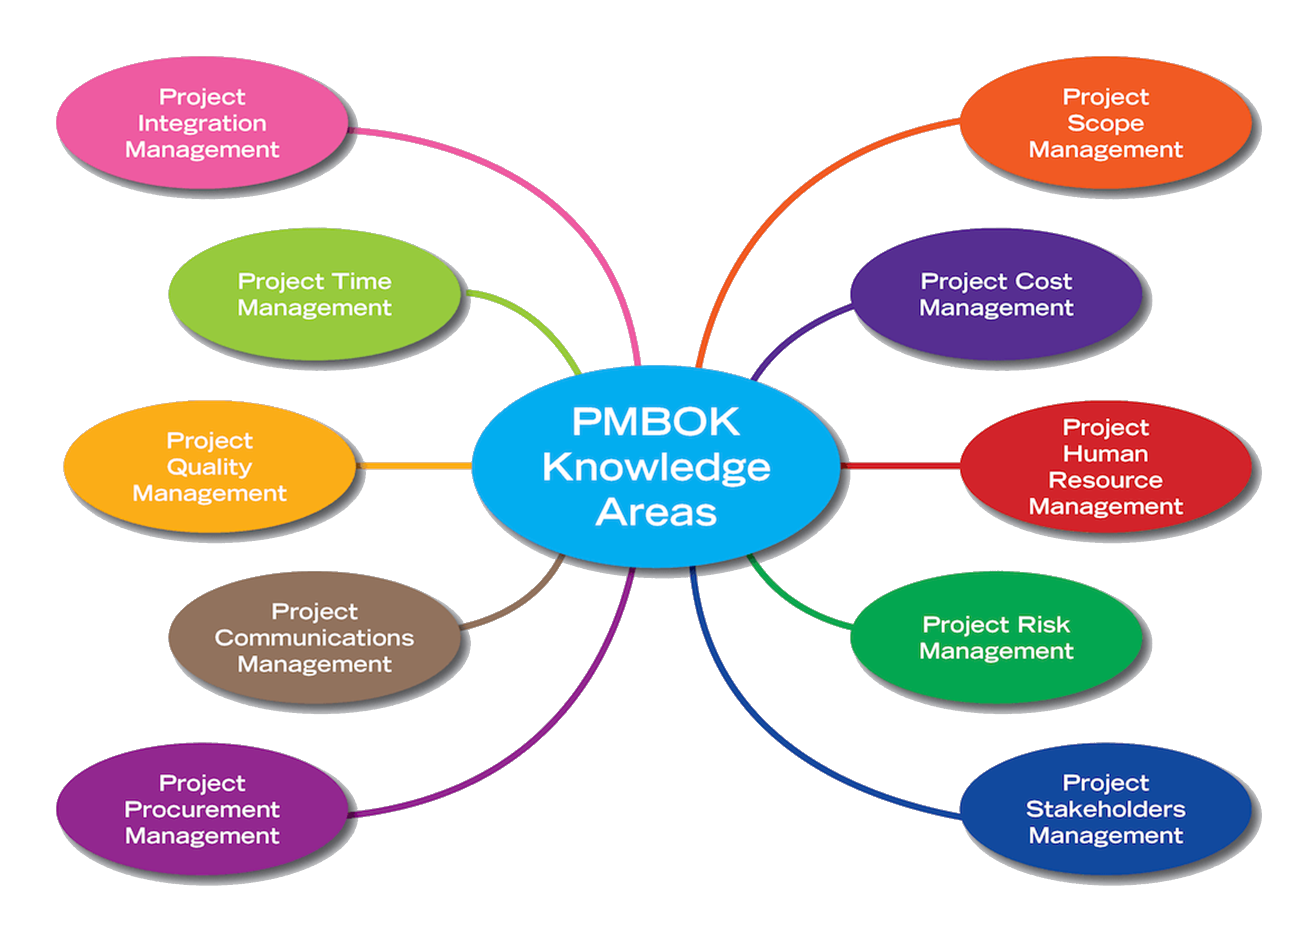 Project
Integration
Management
Project
Scope
Management
Project Time
Management
Project Cost
Management
PMBOK
Knowledge
Areas
Project
Quality
Management
Project
Human
Resource
Management
Project
Communications
Management
Project Risk
Management
Project
Procurement
Management
Project
Stakeholders
Management